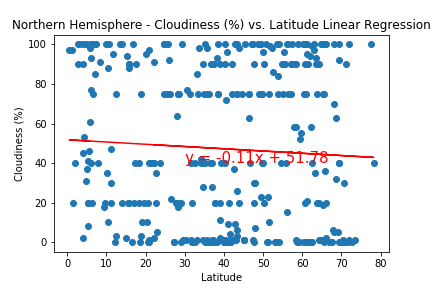 Northern Hemisphere - Cloudiness (%) vs. Latitude Linear Regression
100
80
60
40
20
0
Cloudiness (%)
y = -0.11x + 51.78
0 10 20 30 40 50 60 70 80
Latitude